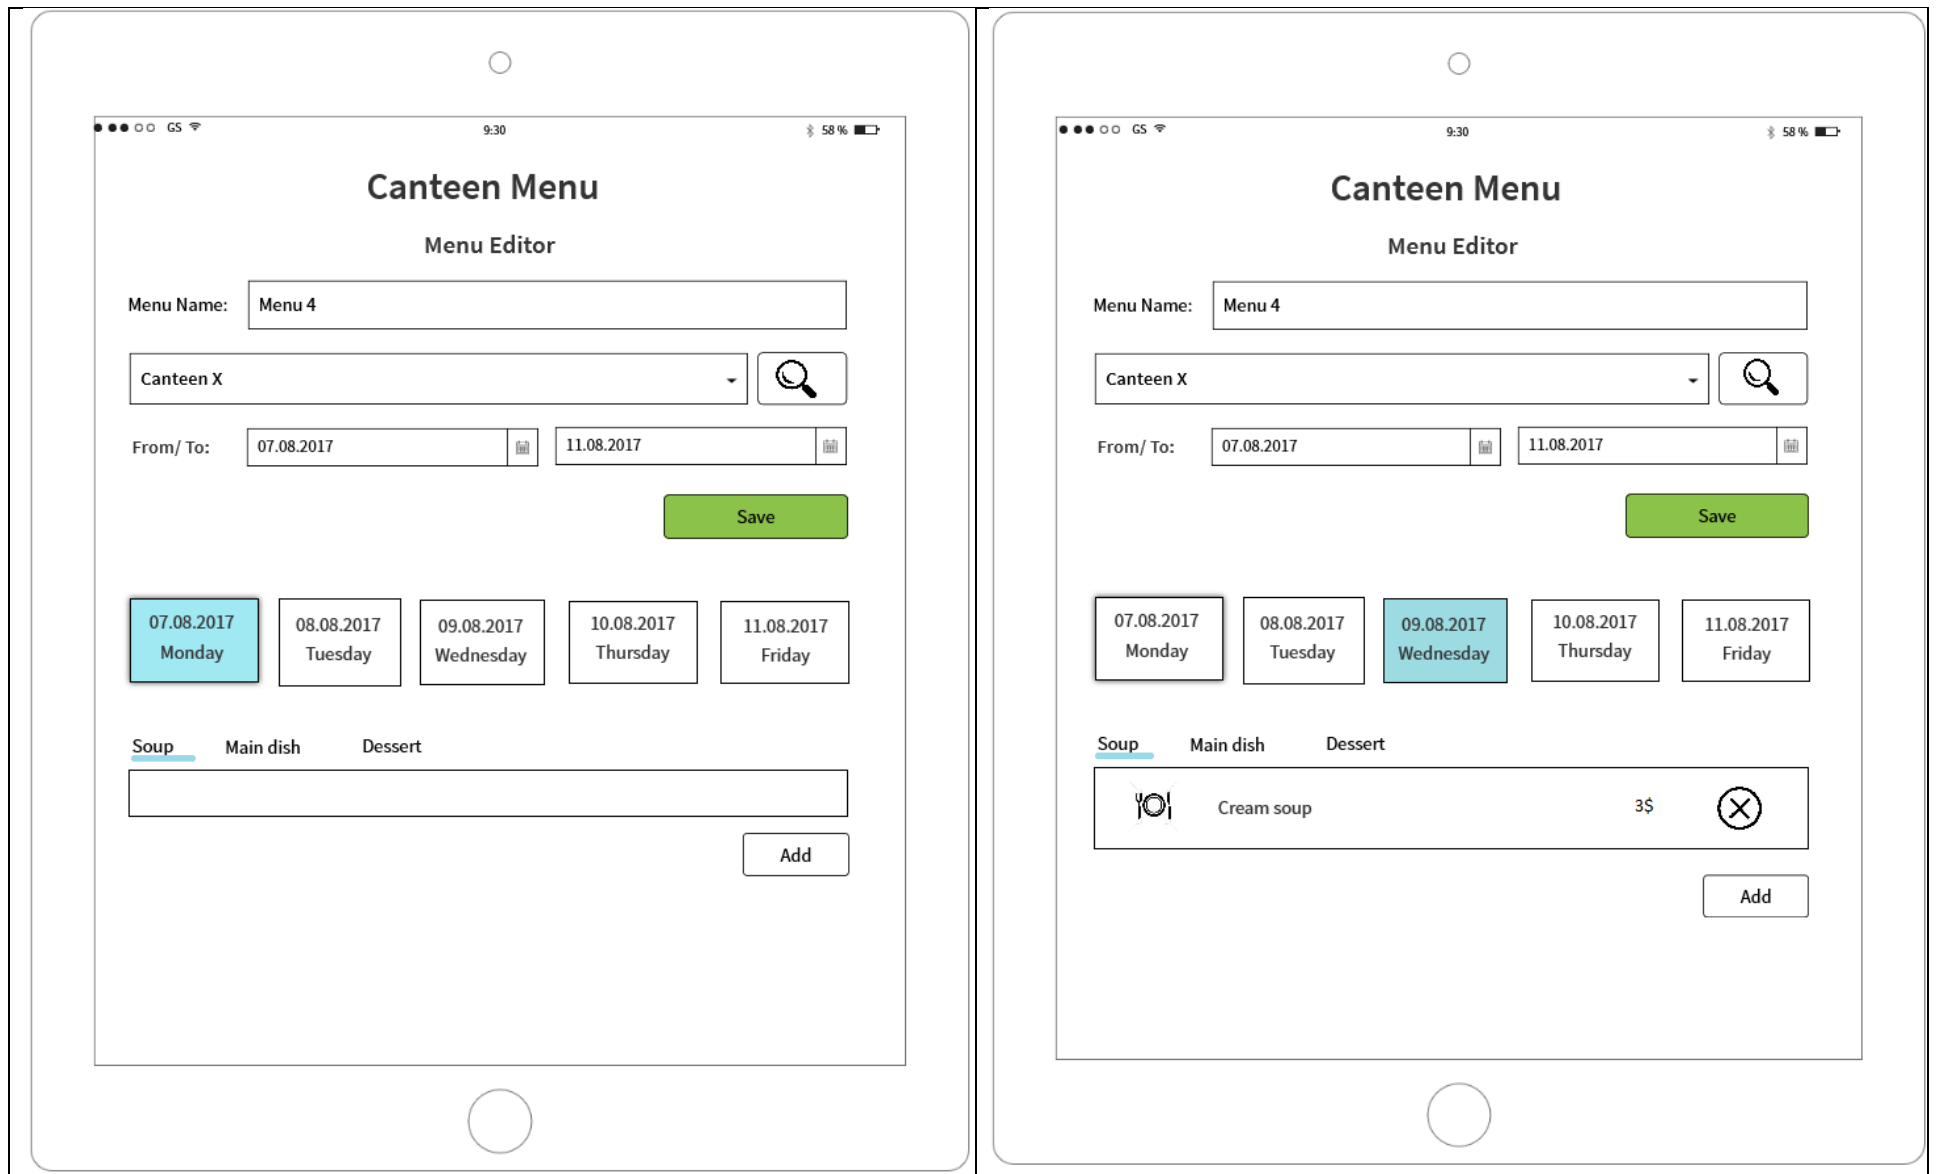 GS 9:30 58 %
Canteen Menu
Menu Editor
Menu Name: Menu 4
Canteen X
From/ To: 07.08.2017 11.08.2017
Save
07.08.2017 08.08.2017 09.08.2017 10.08.2017 11.08.2017
Monday Tuesday Wednesday Thursday Friday
Soup Main dish Dessert
Add
GS 9:30 58 %
Canteen Menu
Menu Editor
Menu Name: Menu 4
Canteen X
From/ To: 07.08.2017 11.08.2017
Save
07.08.2017 08.08.2017 09.08.2017 10.08.2017 11.08.2017
Monday Tuesday Wednesday Thursday Friday
Soup Main dish Dessert
Cream soup 3$
Add